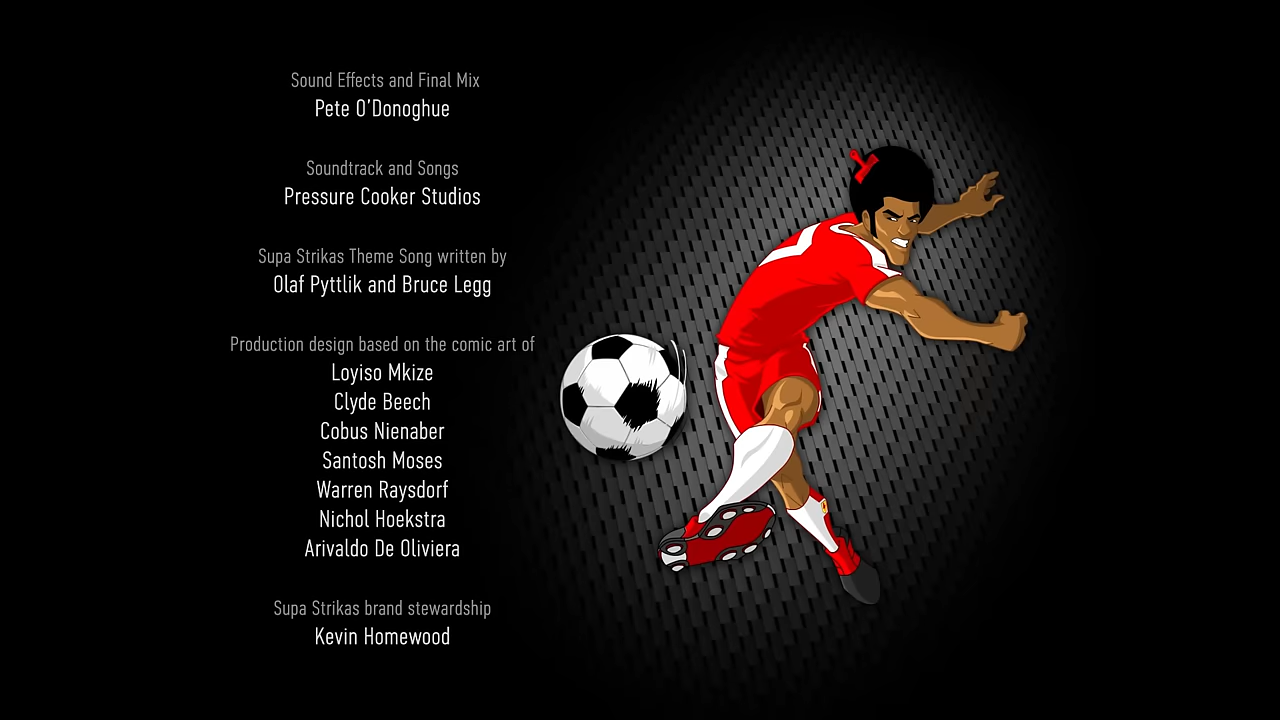 Sound Effects and Final Mix
Pete O'Donoghue
Soundtrack and Songs
Pressure Cooker Studios
Supa Strikas Theme Song written by
Olaf Pyttlik and Bruce Legg
Production design based on the comic art of
Loyiso Mkize
Clyde Beech
Cobus Nienaber
Santosh Moses
Warren Raysdorf
Nichol Hoekstra
Arivaldo De Oliviera
Supa Strikas brand stewardship
Kevin Homewood